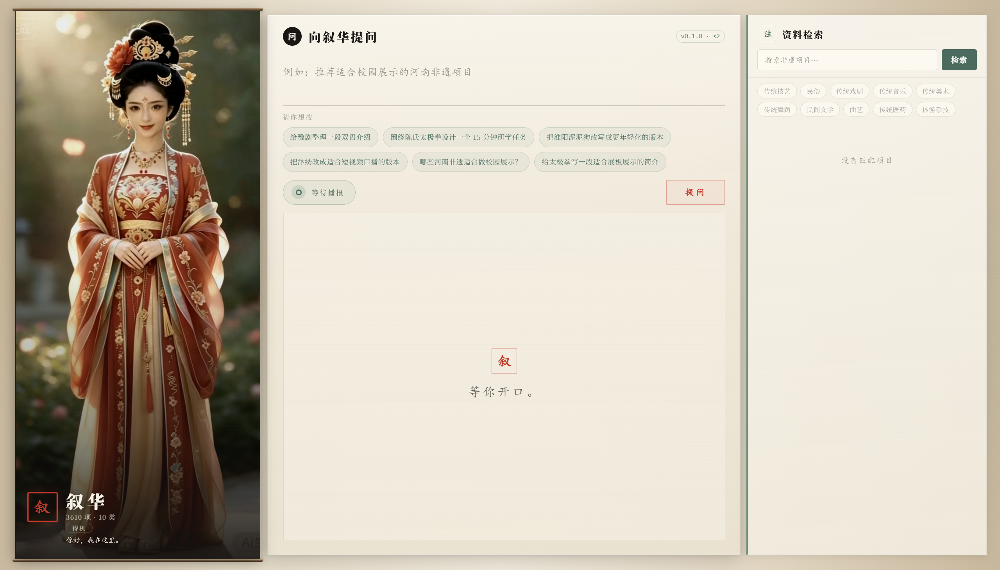 成
叙
叙华
3610 项 · 10 类
待机
你好，我在这里。
AI
问
向叙华提问
v0.1.0 · s2
例如：推荐适合校园展示的河南非遗项目
猜你想搜
给豫剧整理一段双语介绍
围绕陈氏太极拳设计一个 15 分钟研学任务
把淮阳泥泥狗改写成更年轻化的版本
把汴绣改成适合短视频口播的版本
哪些河南非遗适合做校园展示？
给太极拳写一段适合展板展示的简介
等待播报
提问
叙
等你开口。
注
资料检索
搜索非遗项目…
检索
传统技艺
民俗
传统戏剧
传统音乐
传统美术
传统舞蹈
民间文学
曲艺
传统医药
体游杂技
没有匹配项目